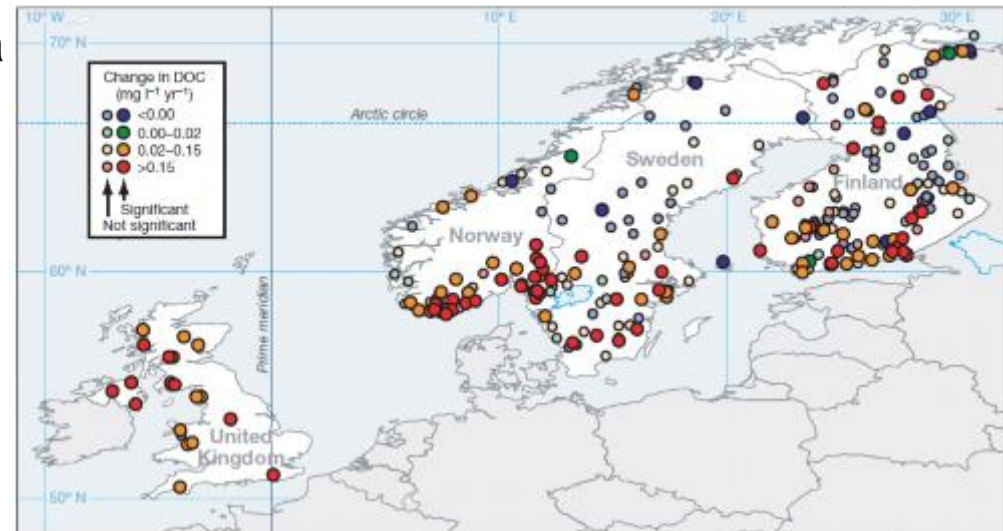 10° W
10° E
20° E
30° E
70° N
Change in DOC
(mg l⁻¹ yr⁻¹)
<0.00
0.00–0.02
0.02–0.15
>0.15
Significant
Not significant
Arctic circle
Sweden
Finland
Norway
60° N
Prime meridian
United
Kingdom
50° N